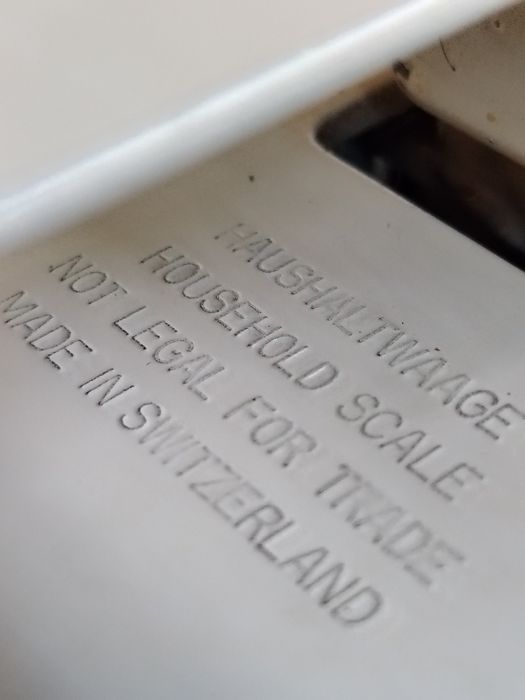 HAUSHALTWAAGE
HOUSEHOLD SCALE
NOT LEGAL FOR TRADE
MADE IN SWITZERLAND